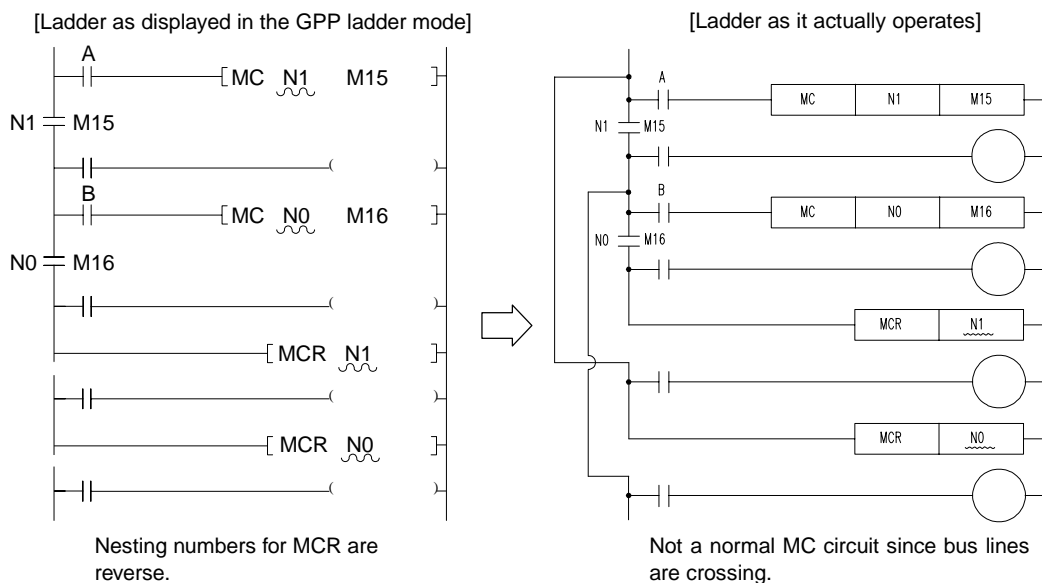 [Ladder as displayed in the GPP ladder mode]
A
[ MC N1 M15 ]
N1 M15
( )
B
[ MC N0 M16 ]
N0 M16
( )
[ MCR N1 ]
( )
[ MCR N0 ]
( )
Nesting numbers for MCR are
reverse.
[Ladder as it actually operates]
A
MC N1 M15
N1 M15
B
MC N0 M16
N0 M16
MCR N1
MCR N0
Not a normal MC circuit since bus lines
are crossing.